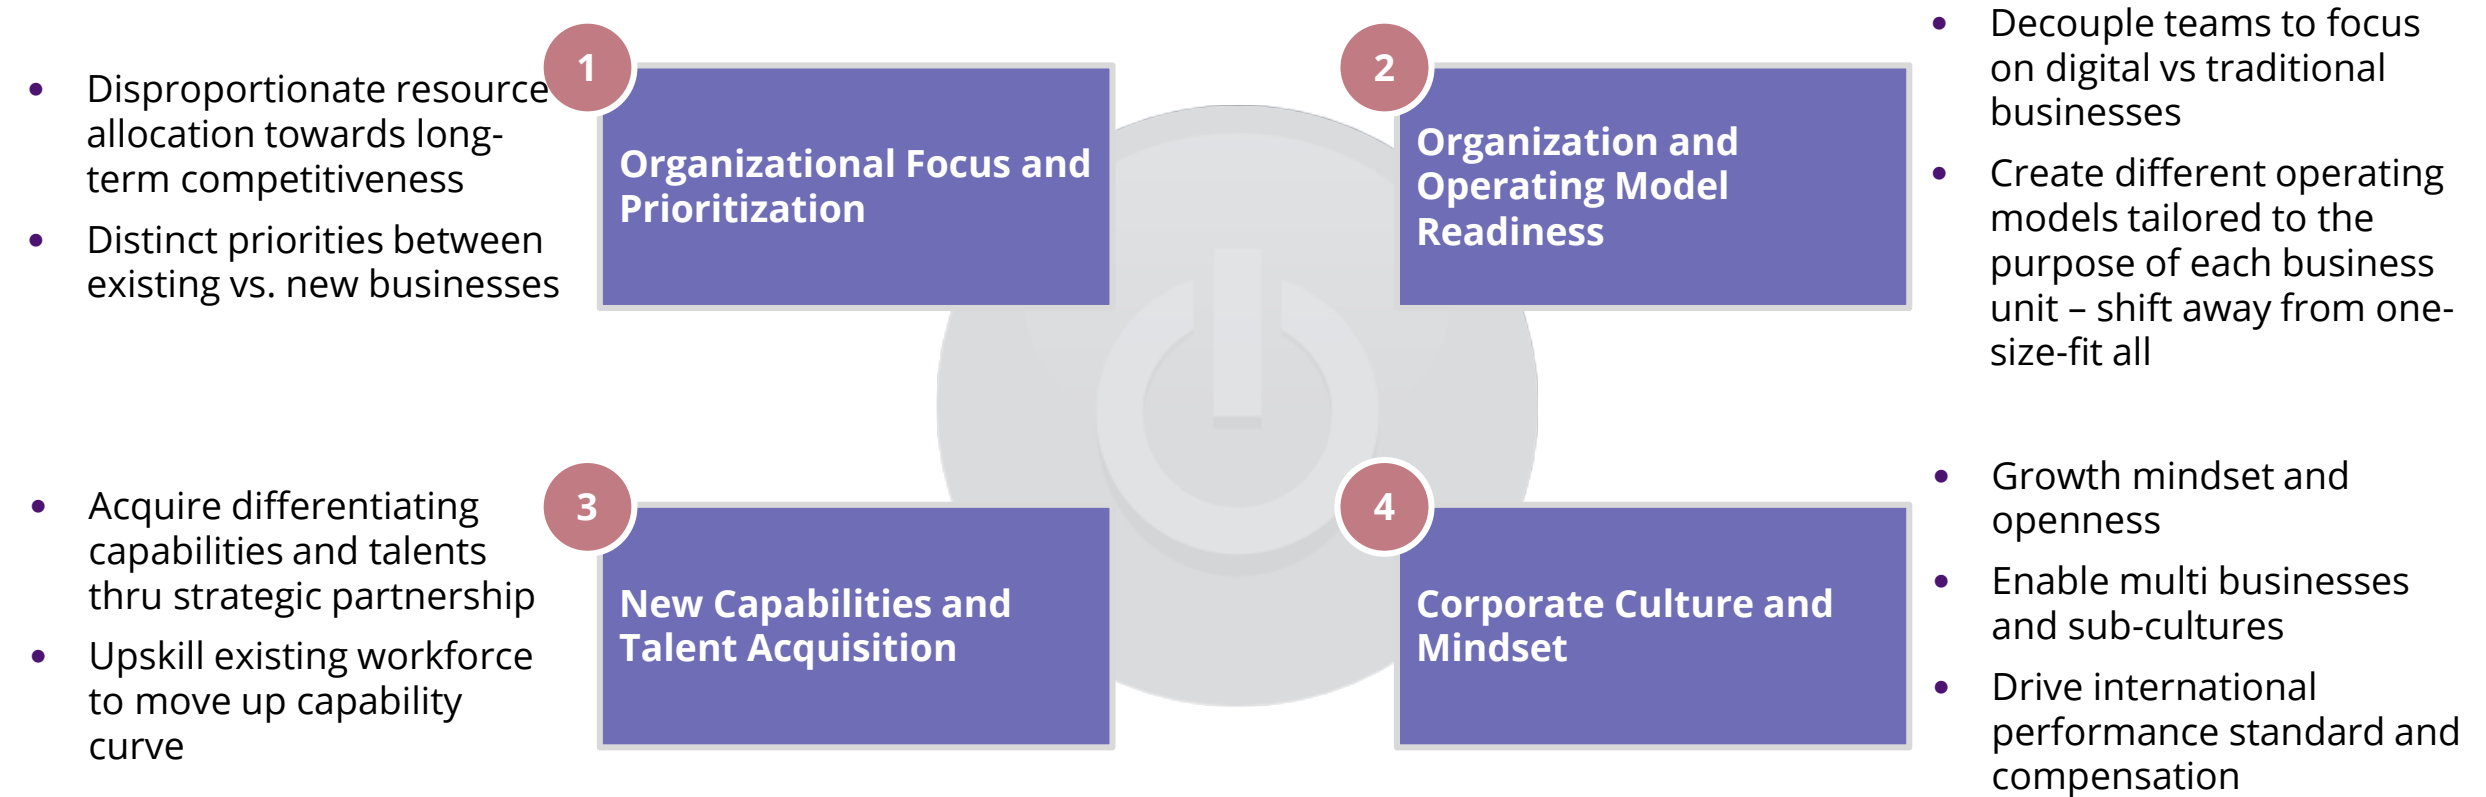 1
Organizational Focus and
Prioritization
• Disproportionate resource
allocation towards long-
term competitiveness
• Distinct priorities between
existing vs. new businesses
2
Organization and
Operating Model
Readiness
• Decouple teams to focus
on digital vs traditional
businesses
• Create different operating
models tailored to the
purpose of each business
unit – shift away from one-
size-fit all
3
New Capabilities and
Talent Acquisition
• Acquire differentiating
capabilities and talents
thru strategic partnership
• Upskill existing workforce
to move up capability
curve
4
Corporate Culture and
Mindset
• Growth mindset and
openness
• Enable multi businesses
and sub-cultures
• Drive international
performance standard and
compensation